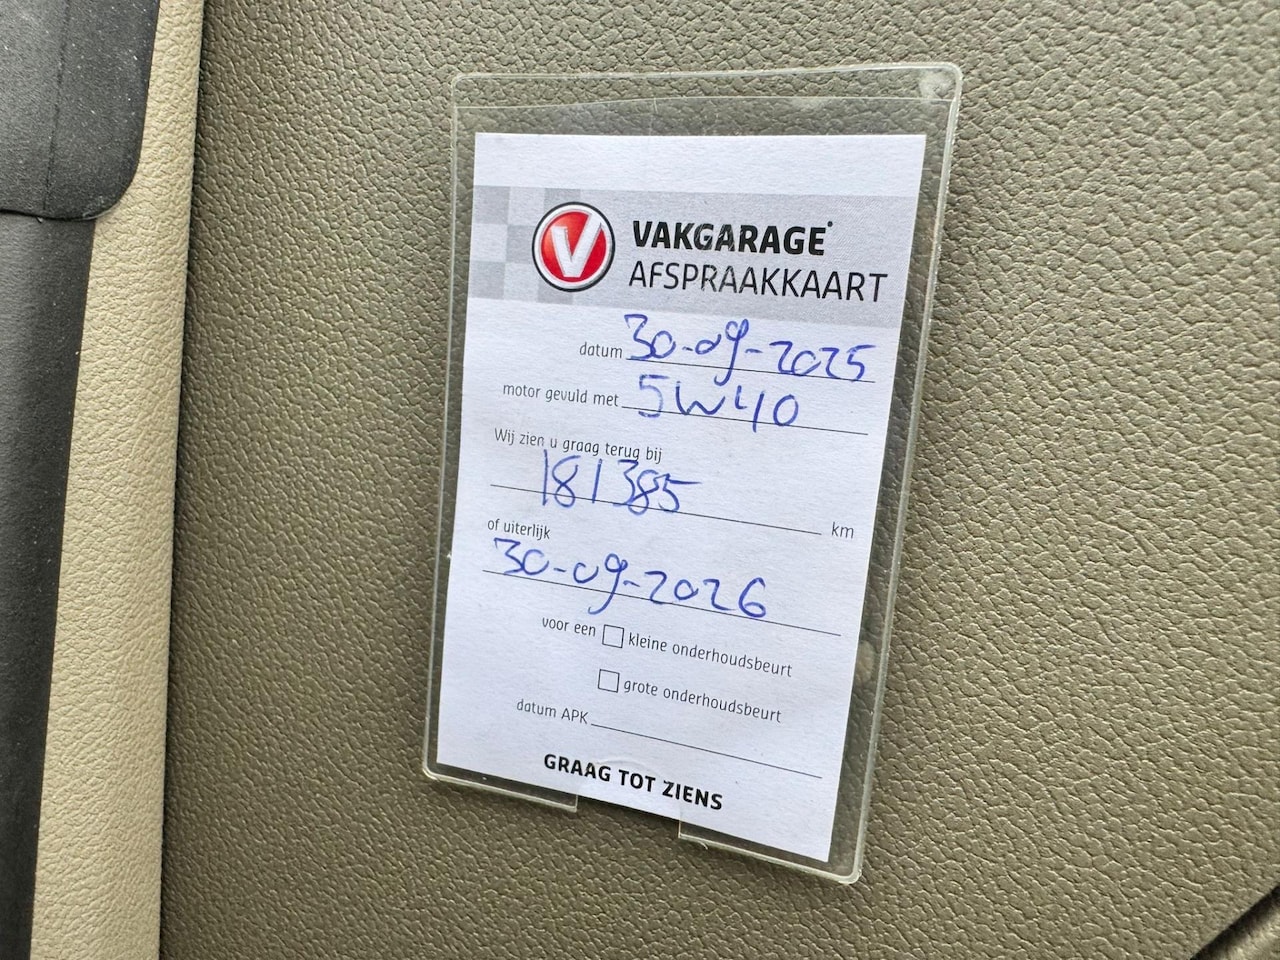 V VAKGARAGE
AFSPRAAKKAART
datum 30-09-2025
motor gevuld met 5W40
Wij zien u graag terug bij
181385 km
of uiterlijk
30-09-2026
voor een kleine onderhoudsbeurt
grote onderhoudsbeurt
datum APK
GRAAG TOT ZIENS